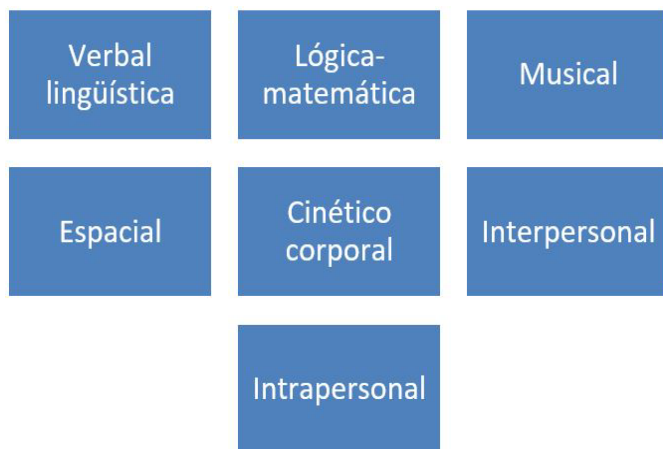 Verbal
lingüística
Lógica-
matemática
Musical
Espacial
Cinético
corporal
Interpersonal
Intrapersonal